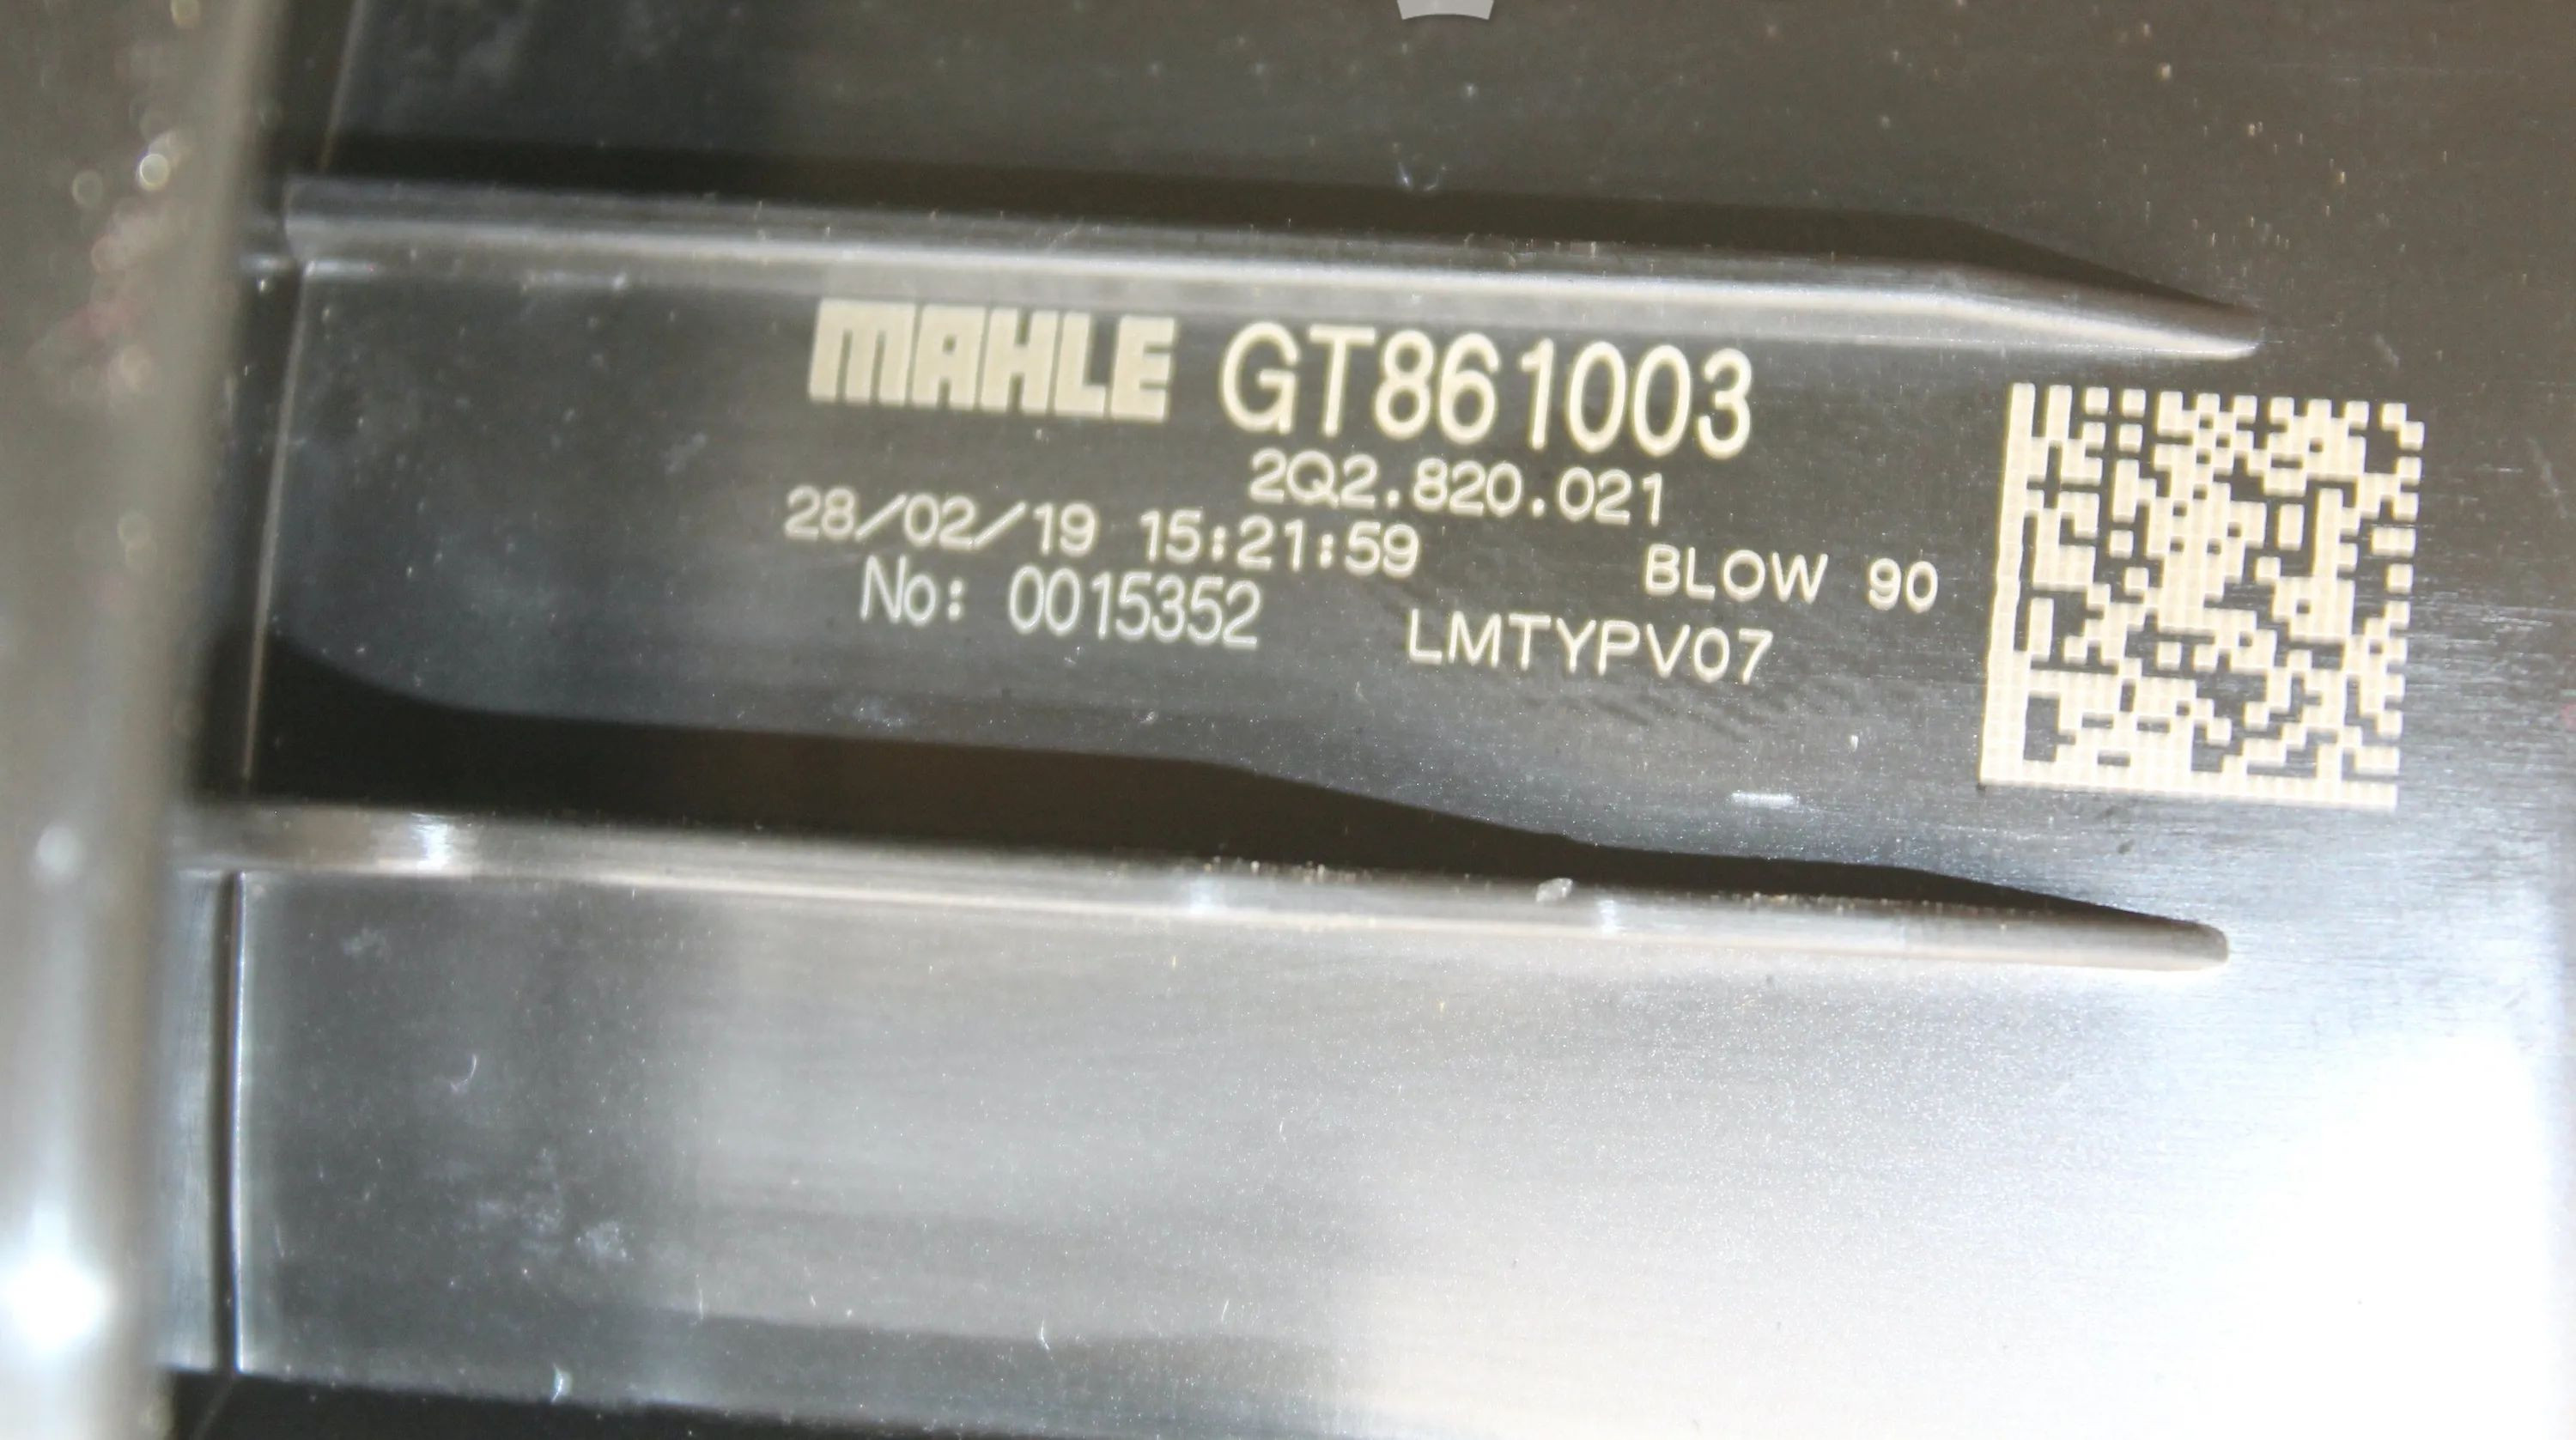 MAHLE GT861003
2Q2.820.021
28/02/19 15:21:59
BLOW 90
No: 0015352
LMTYPV07